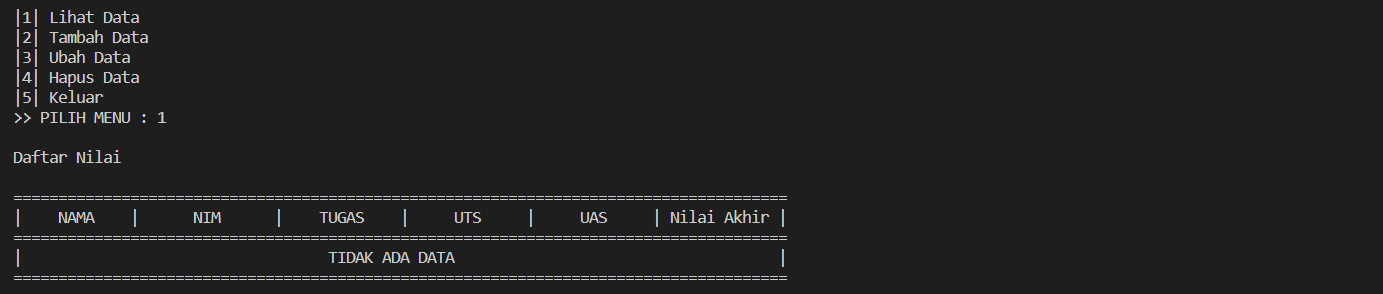 |1| Lihat Data
|2| Tambah Data
|3| Ubah Data
|4| Hapus Data
|5| Keluar
>> PILIH MENU : 1
Daftar Nilai
======================================================================================
|    NAMA    |      NIM      |    TUGAS    |     UTS     |     UAS     | Nilai Akhir |
======================================================================================
|                                  TIDAK ADA DATA                                    |
======================================================================================